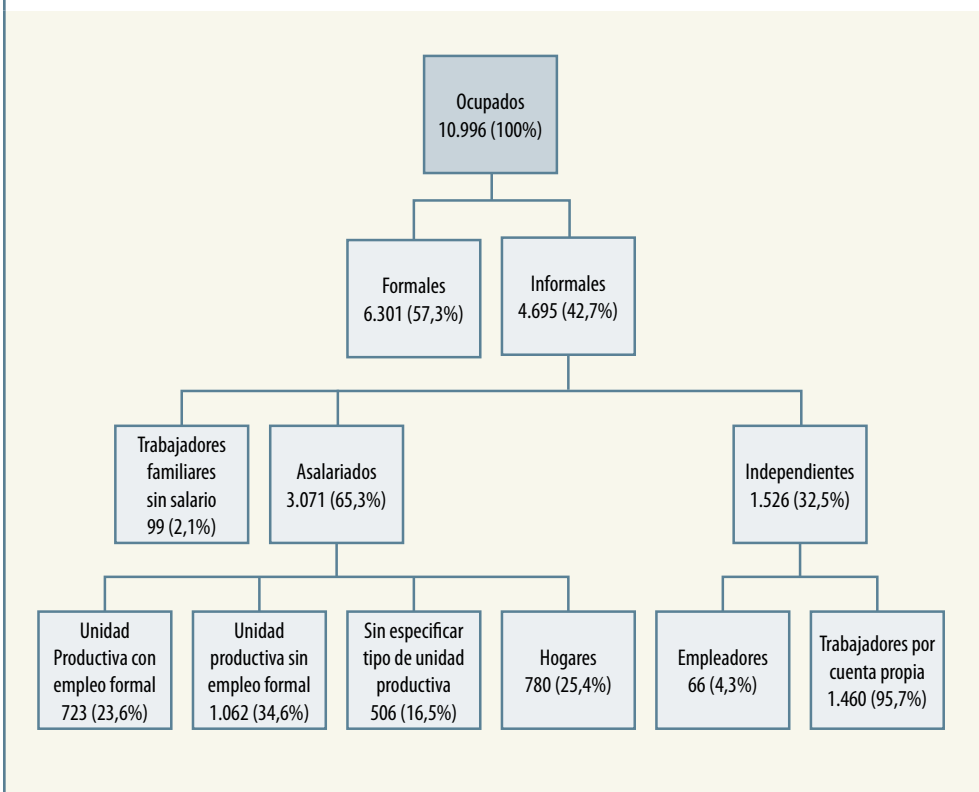 Ocupados
10.996 (100%)
Formales
6.301 (57,3%)
Informales
4.695 (42,7%)
Trabajadores
familiares
sin salario
99 (2,1%)
Asalariados
3.071 (65,3%)
Independientes
1.526 (32,5%)
Unidad
Productiva con
empleo formal
723 (23,6%)
Unidad
productiva sin
empleo formal
1.062 (34,6%)
Sin especificar
tipo de unidad
productiva
506 (16,5%)
Hogares
780 (25,4%)
Empleadores
66 (4,3%)
Trabajadores por
cuenta propia
1.460 (95,7%)